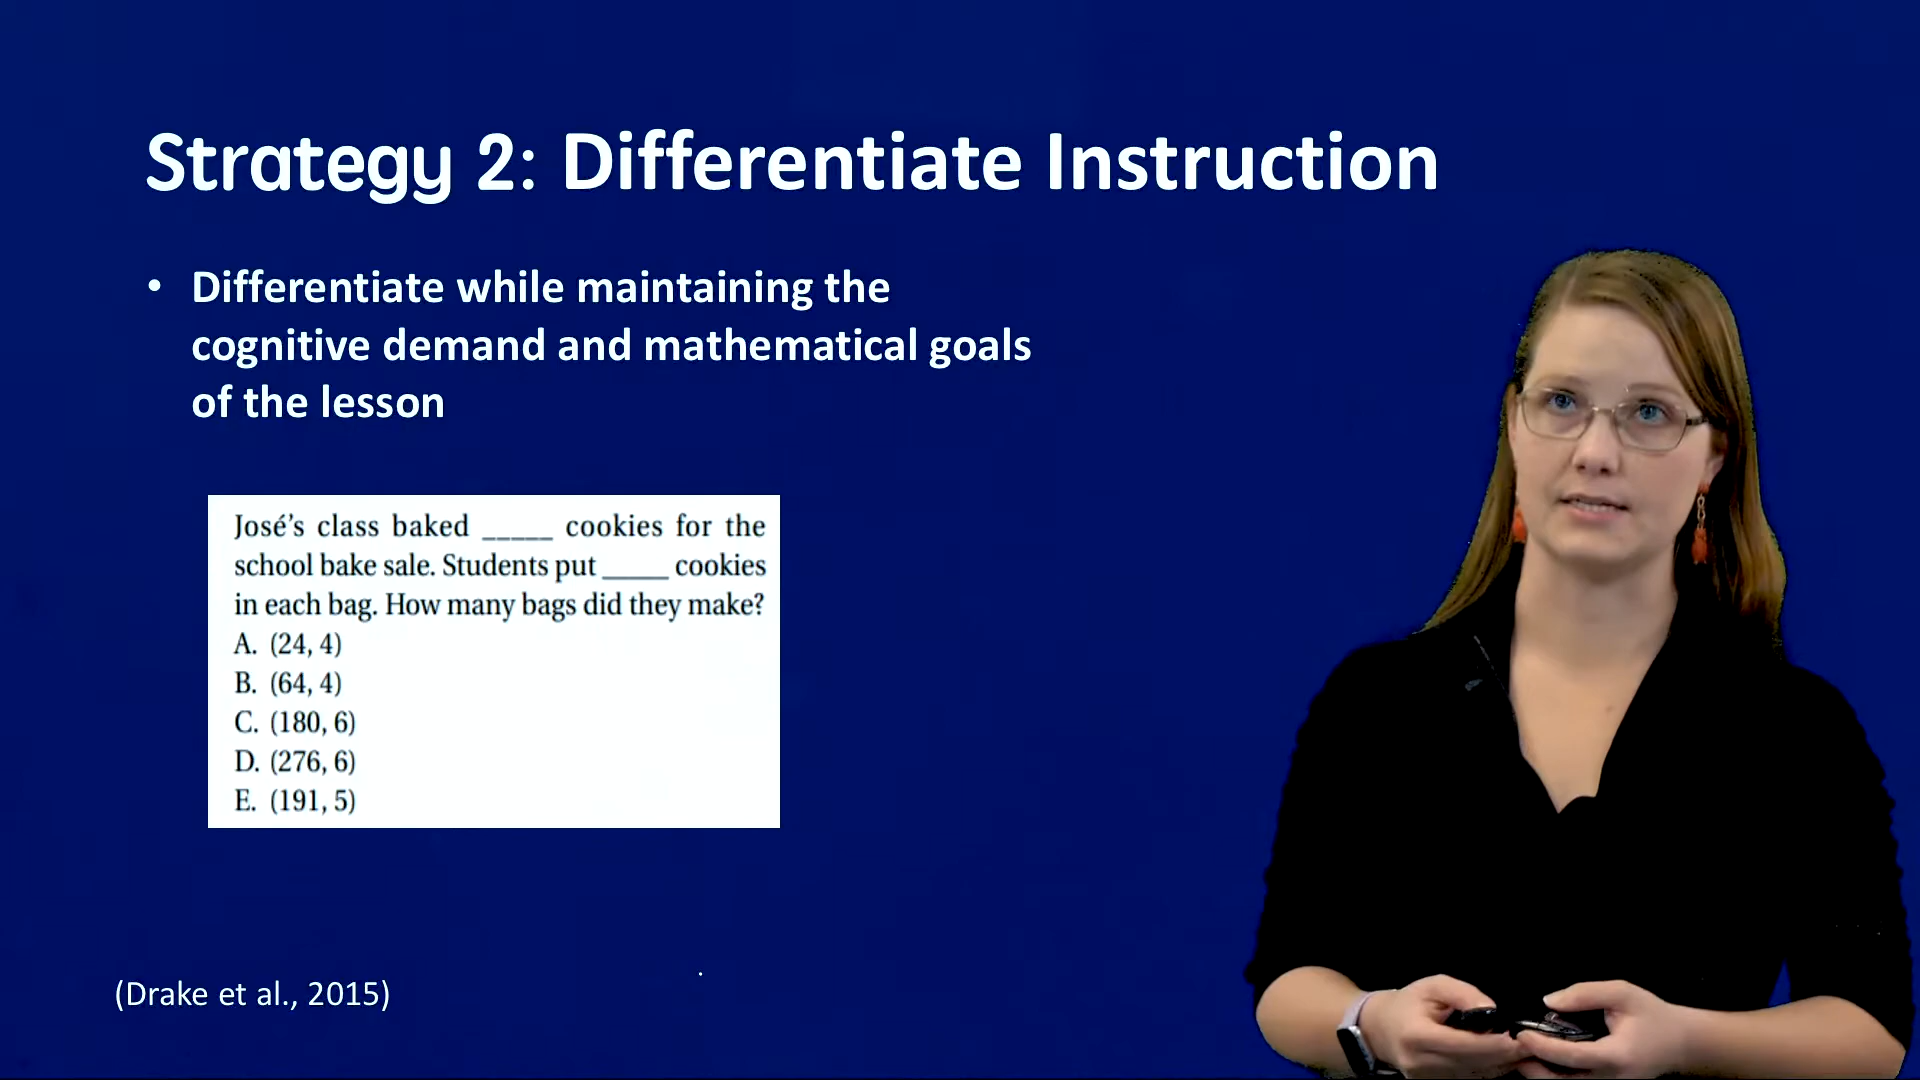 Strategy 2: Differentiate Instruction
• Differentiate while maintaining the
cognitive demand and mathematical goals
of the lesson
José’s class baked _____ cookies for the
school bake sale. Students put _____ cookies
in each bag. How many bags did they make?
A. (24, 4)
B. (64, 4)
C. (180, 6)
D. (276, 6)
E. (191, 5)
(Drake et al., 2015)